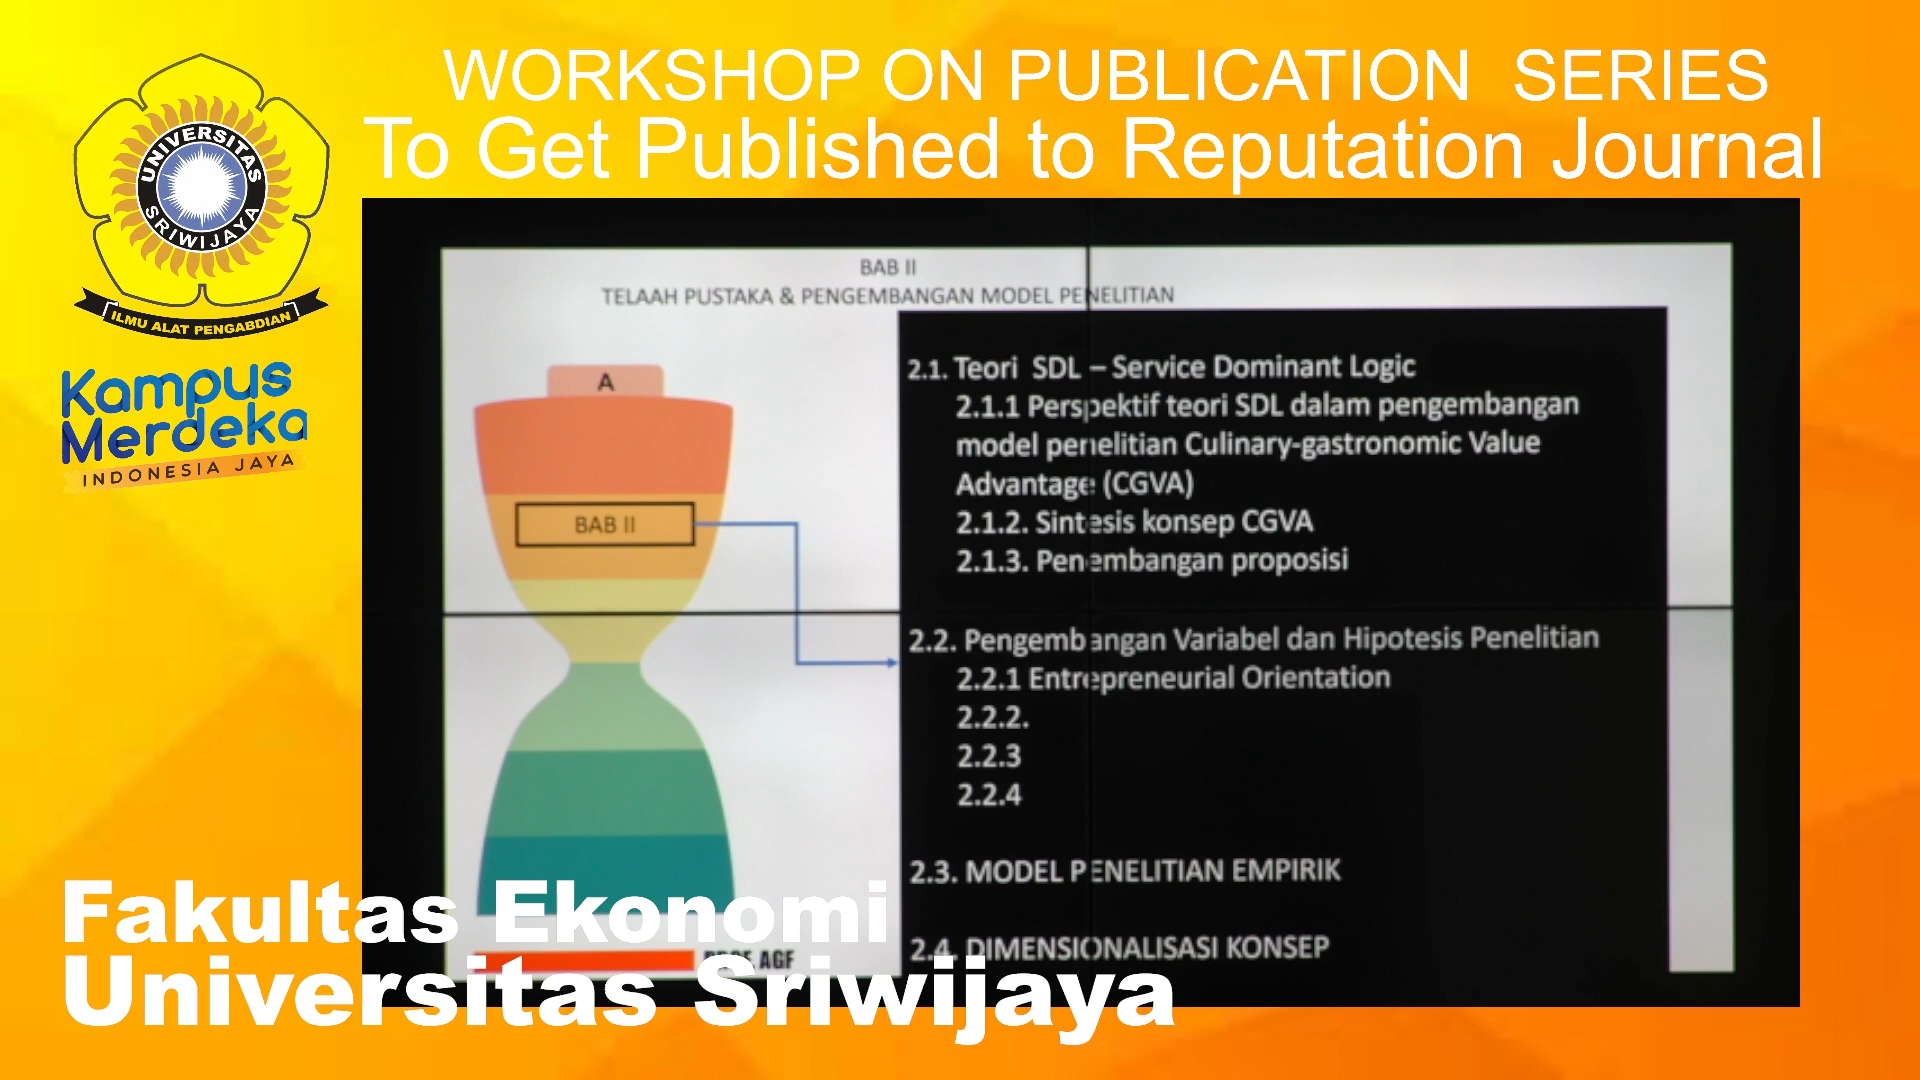 WORKSHOP ON PUBLICATION SERIES
To Get Published to Reputation Journal
UNIVERSITAS
SRIWIJAYA
ILMU ALAT PENGABDIAN
Kampus
Merdeka
INDONESIA JAYA
BAB II
TELAAH PUSTAKA & PENGEMBANGAN MODEL PENELITIAN
A
BAB II
2.1. Teori SDL – Service Dominant Logic
2.1.1 Perspektif teori SDL dalam pengembangan
model penelitian Culinary-gastronomic Value
Advantage (CGVA)
2.1.2. Sintesis konsep CGVA
2.1.3. Penembangan proposisi
2.2. Pengembangan Variabel dan Hipotesis Penelitian
2.2.1 Entrepreneurial Orientation
2.2.2.
2.2.3
2.2.4
2.3. MODEL PENELITIAN EMPIRIK
2.4. DIMENSIONALISASI KONSEP
AGF
Fakultas Ekonomi
Universitas Sriwijaya